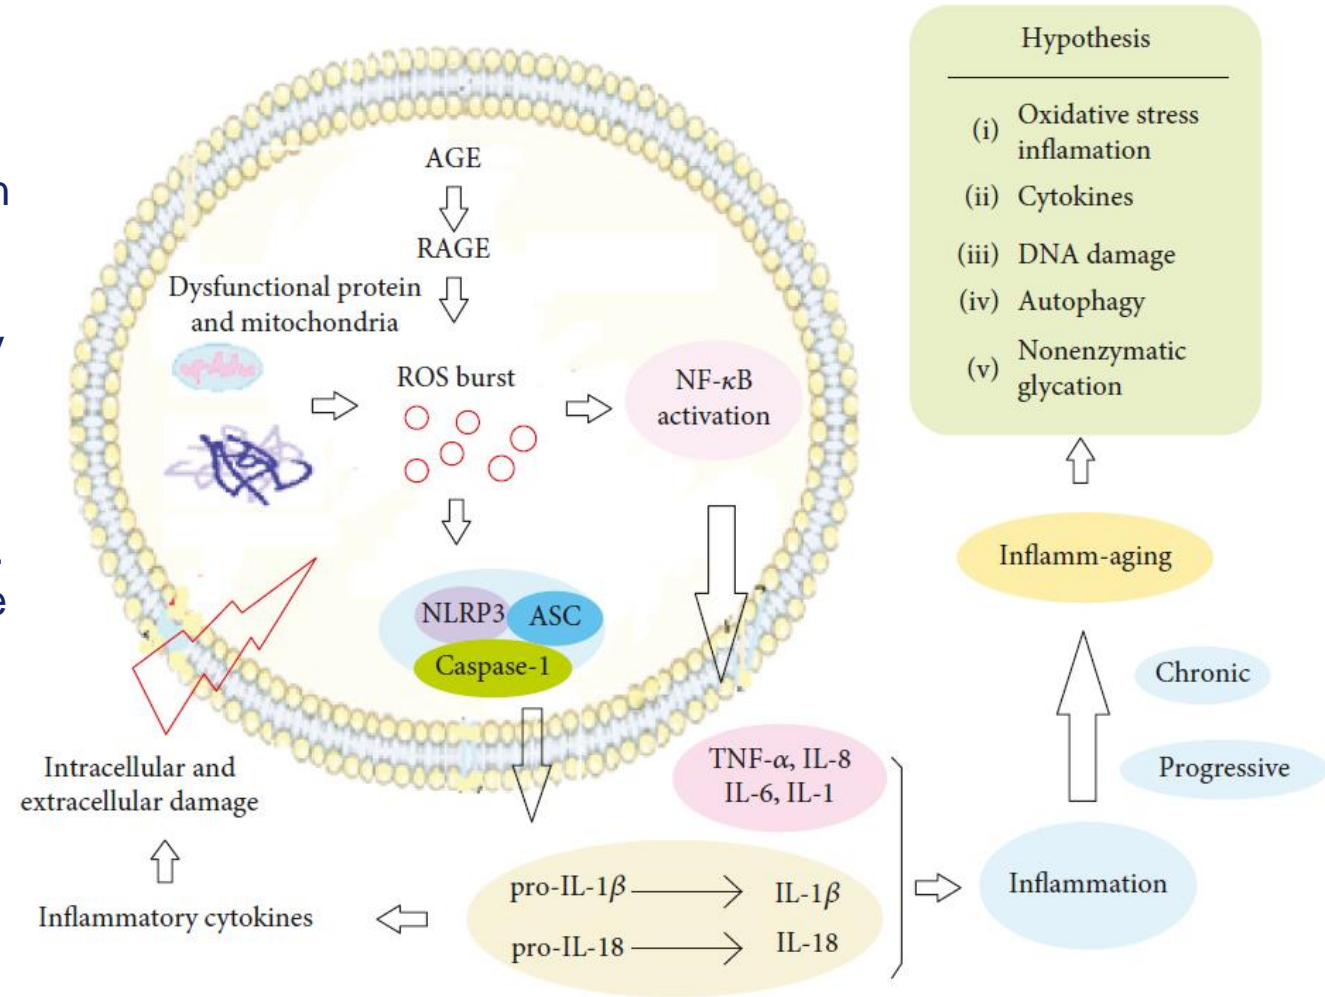 n
y
.
e
AGE
RAGE
Dysfunctional protein
and mitochondria
ROS burst
NF-κB
activation
NLRP3
ASC
Caspase-1
Intracellular and
extracellular damage
Inflammatory cytokines
TNF-α, IL-8
IL-6, IL-1
pro-IL-1β
IL-1β
pro-IL-18
IL-18
Inflammation
Chronic
Progressive
Inflamm-aging
Hypothesis
(i) Oxidative stress
inflamation
(ii) Cytokines
(iii) DNA damage
(iv) Autophagy
(v) Nonenzymatic
glycation